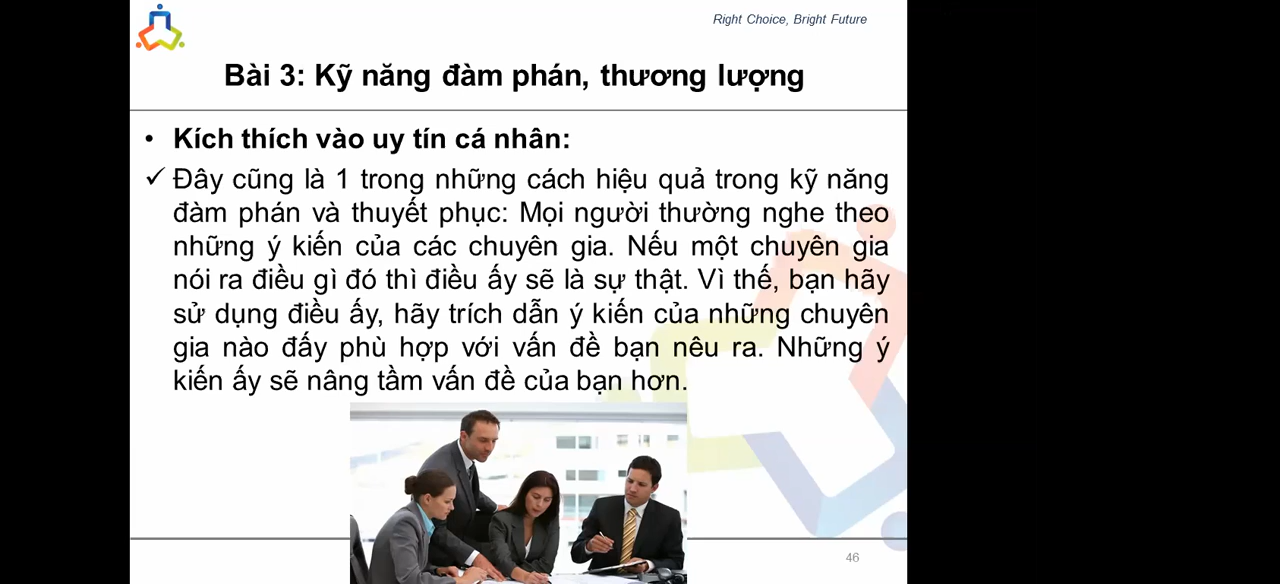 Right Choice, Bright Future
Bài 3: Kỹ năng đàm phán, thương lượng
• Kích thích vào uy tín cá nhân:
✓ Đây cũng là 1 trong những cách hiệu quả trong kỹ năng
đàm phán và thuyết phục: Mọi người thường nghe theo
những ý kiến của các chuyên gia. Nếu một chuyên gia
nói ra điều gì đó thì điều ấy sẽ là sự thật. Vì thế, bạn hãy
sử dụng điều ấy, hãy trích dẫn ý kiến của những chuyên
gia nào đấy phù hợp với vấn đề bạn nêu ra. Những ý
kiến ấy sẽ nâng tầm vấn đề của bạn hơn.
46